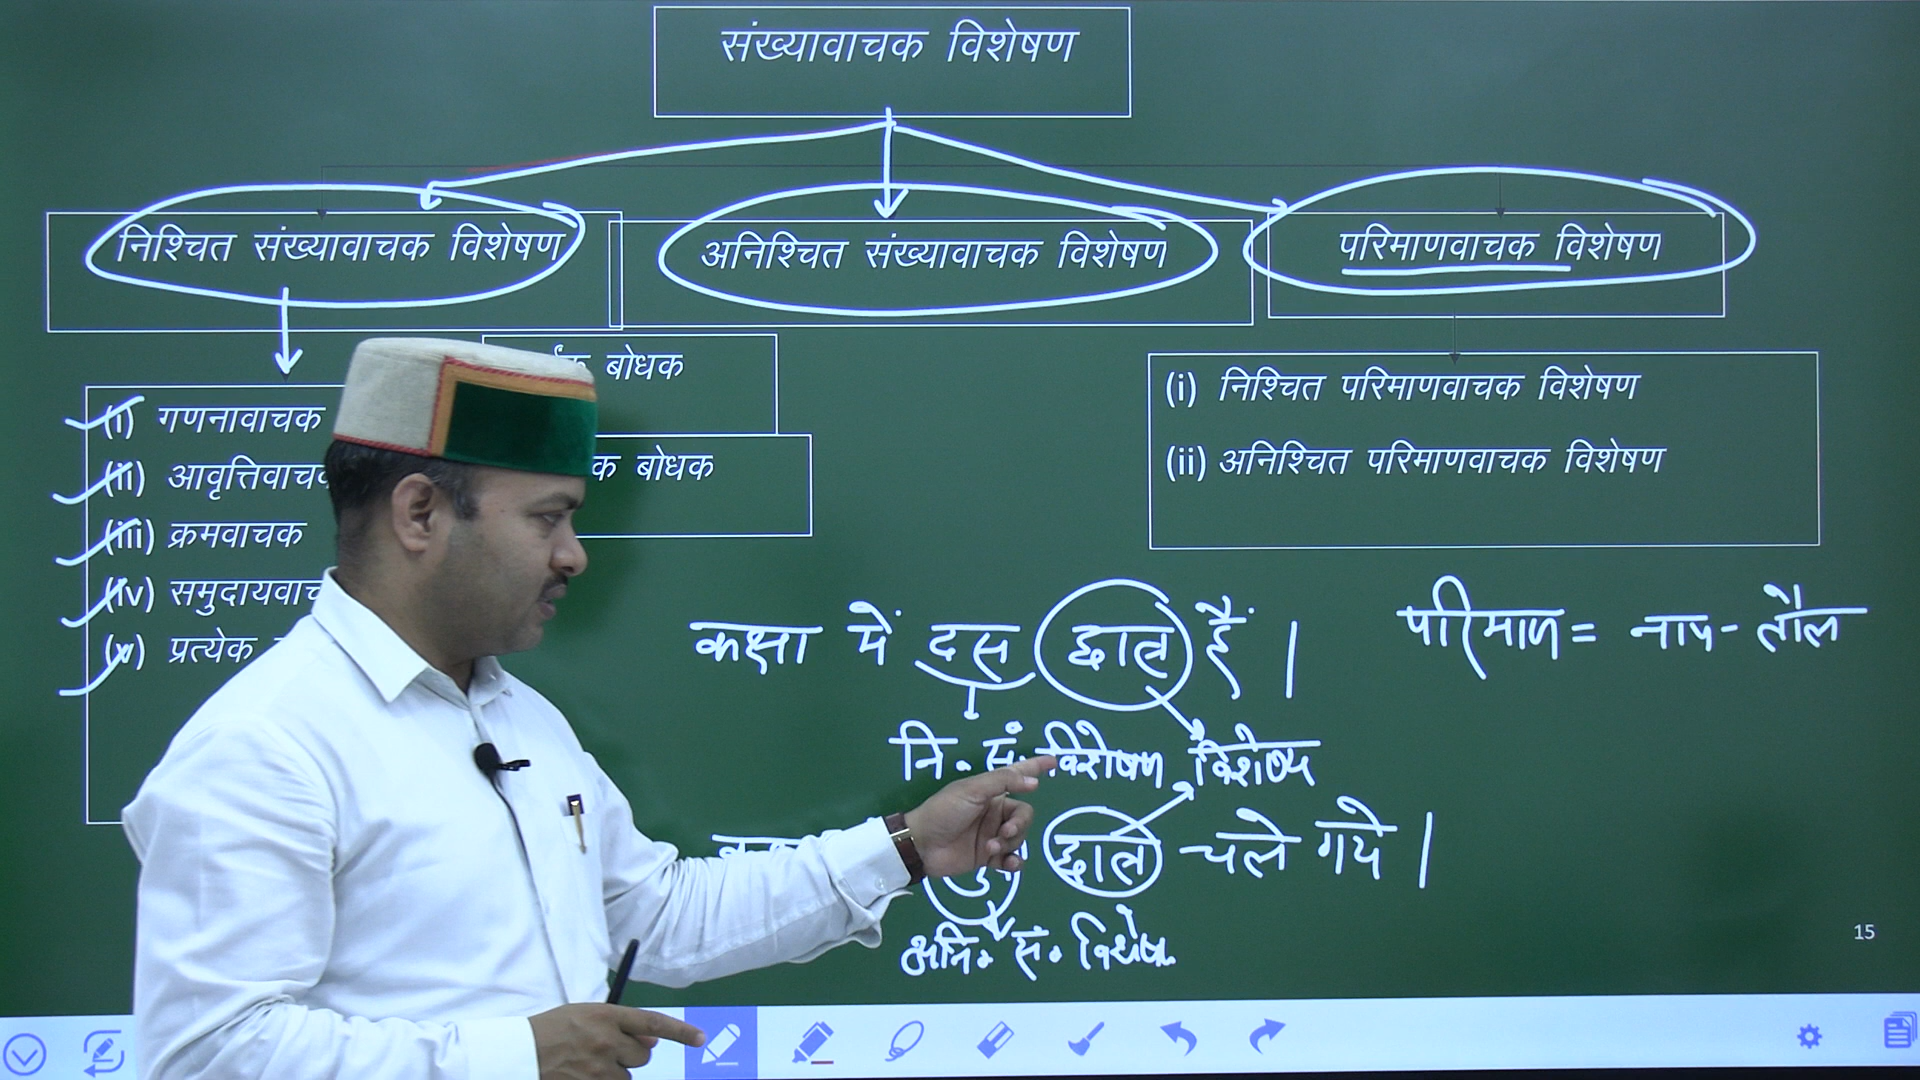 संख्यावाचक विशेषण
निश्चित संख्यावाचक विशेषण
अनिश्चित संख्यावाचक विशेषण
परिमाणवाचक विशेषण
बोधक
क बोधक
(i) गणनावाचक
(ii) आवृत्तिवाचक
(iii) क्रमवाचक
(iv) समुदायवाच
(v) प्रत्येक
(i) निश्चित परिमाणवाचक विशेषण
(ii) अनिश्चित परिमाणवाचक विशेषण
परिमाण = नाप - तौल
कक्षा में दस छात्र हैं |
नि. सं. विशेषण विशेष्य
छात्र चले गये |
अनि. सं. विशेषण
15